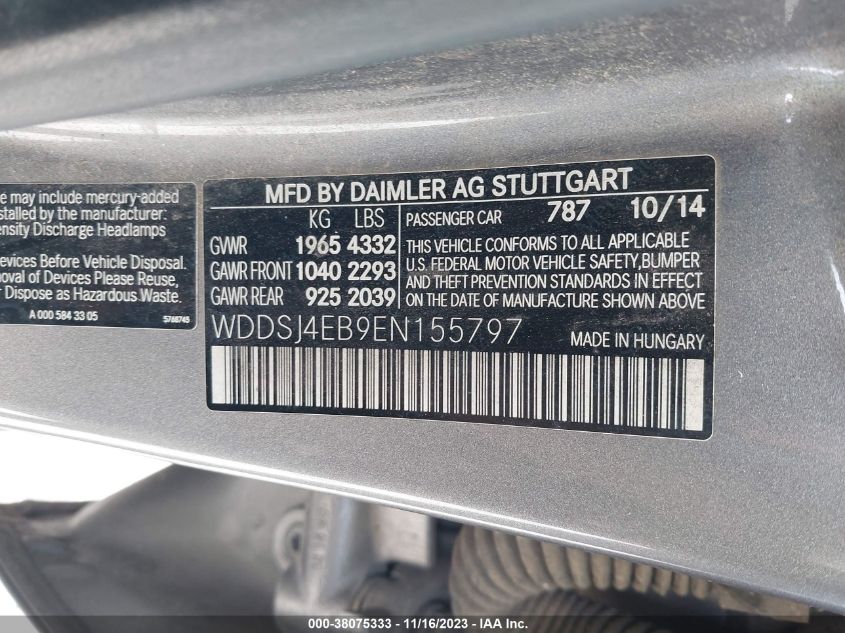 e may include mercury-added
stalled by the manufacturer:
ensity Discharge Headlamps
evices Before Vehicle Disposal.
oval of Devices Please Reuse,
r Dispose as Hazardous Waste.
A 000 584 33 05 5768745
MFD BY DAIMLER AG STUTTGART
KG LBS PASSENGER CAR 787 10/14
GVWR 1965 4332
GAWR FRONT 1040 2293
GAWR REAR 925 2039
THIS VEHICLE CONFORMS TO ALL APPLICABLE
U.S. FEDERAL MOTOR VEHICLE SAFETY,BUMPER
AND THEFT PREVENTION STANDARDS IN EFFECT
ON THE DATE OF MANUFACTURE SHOWN ABOVE
WDDSJ4EB9EN155797 MADE IN HUNGARY
000-38075333 - 11/16/2023 - IAA Inc.